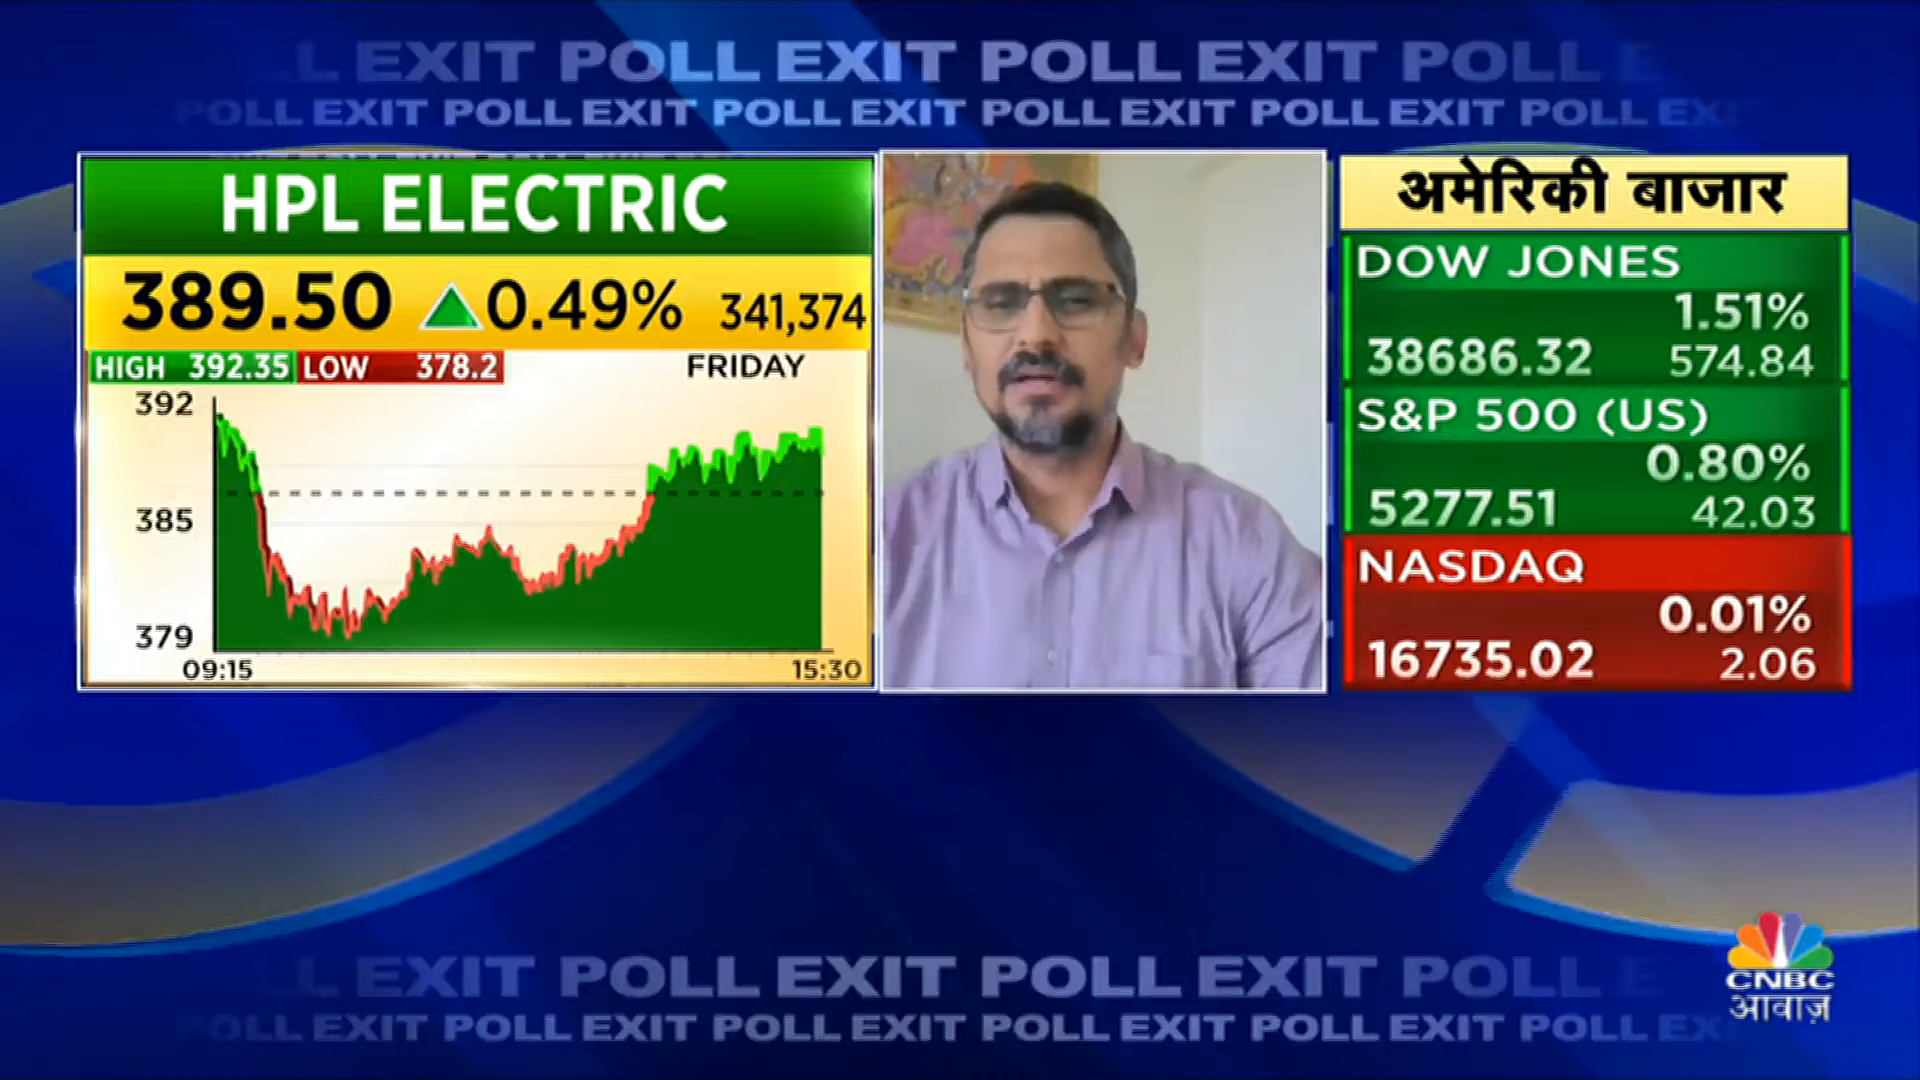 EXIT POLL EXIT POLL EXIT POLL
POLL EXIT POLL EXIT POLL EXIT POLL EXIT POLL EXIT POLL EX
HPL ELECTRIC
389.50 ▲ 0.49% 341,374
HIGH 392.35 LOW 378.2 FRIDAY
392
385
379
09:15 15:30
अमेरिकी बाजार
DOW JONES
1.51%
38686.32 574.84
S&P 500 (US)
0.80%
5277.51 42.03
NASDAQ
0.01%
16735.02 2.06
EXIT POLL EXIT POLL EXIT POLL
POLL EXIT POLL EXIT POLL EXIT POLL EXIT POLL EXIT POLL EX
CNBC
आवाज़